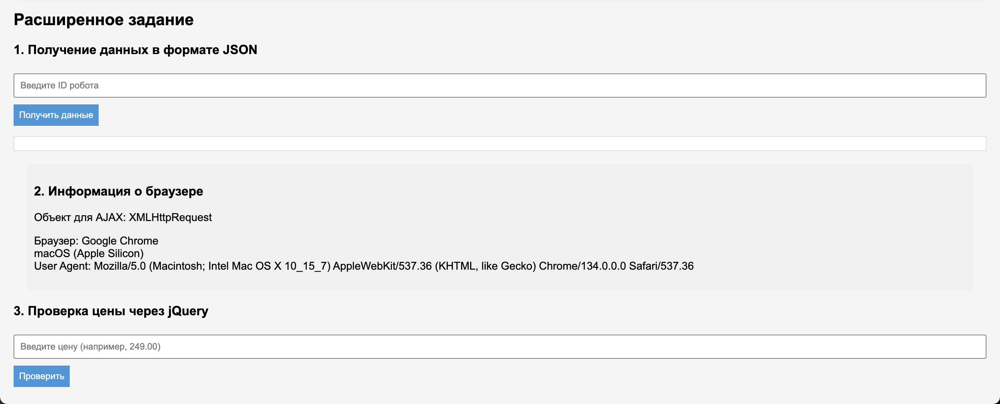 Расширенное задание
1. Получение данных в формате JSON
Введите ID робота
Получить данные
2. Информация о браузере
Объект для AJAX: XMLHttpRequest
Браузер: Google Chrome
macOS (Apple Silicon)
User Agent: Mozilla/5.0 (Macintosh; Intel Mac OS X 10_15_7) AppleWebKit/537.36 (KHTML, like Gecko) Chrome/134.0.0.0 Safari/537.36
3. Проверка цены через jQuery
Введите цену (например, 249.00)
Проверить